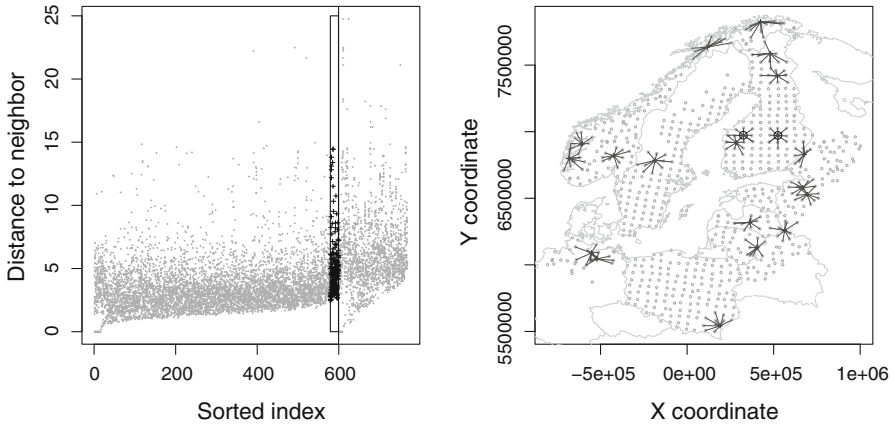 25
20
15
10
5
0
Distance to neighbor
0 200 400 600
Sorted index
7500000
6500000
5500000
Y coordinate
−5e+05 0e+00 5e+05 1e+06
X coordinate